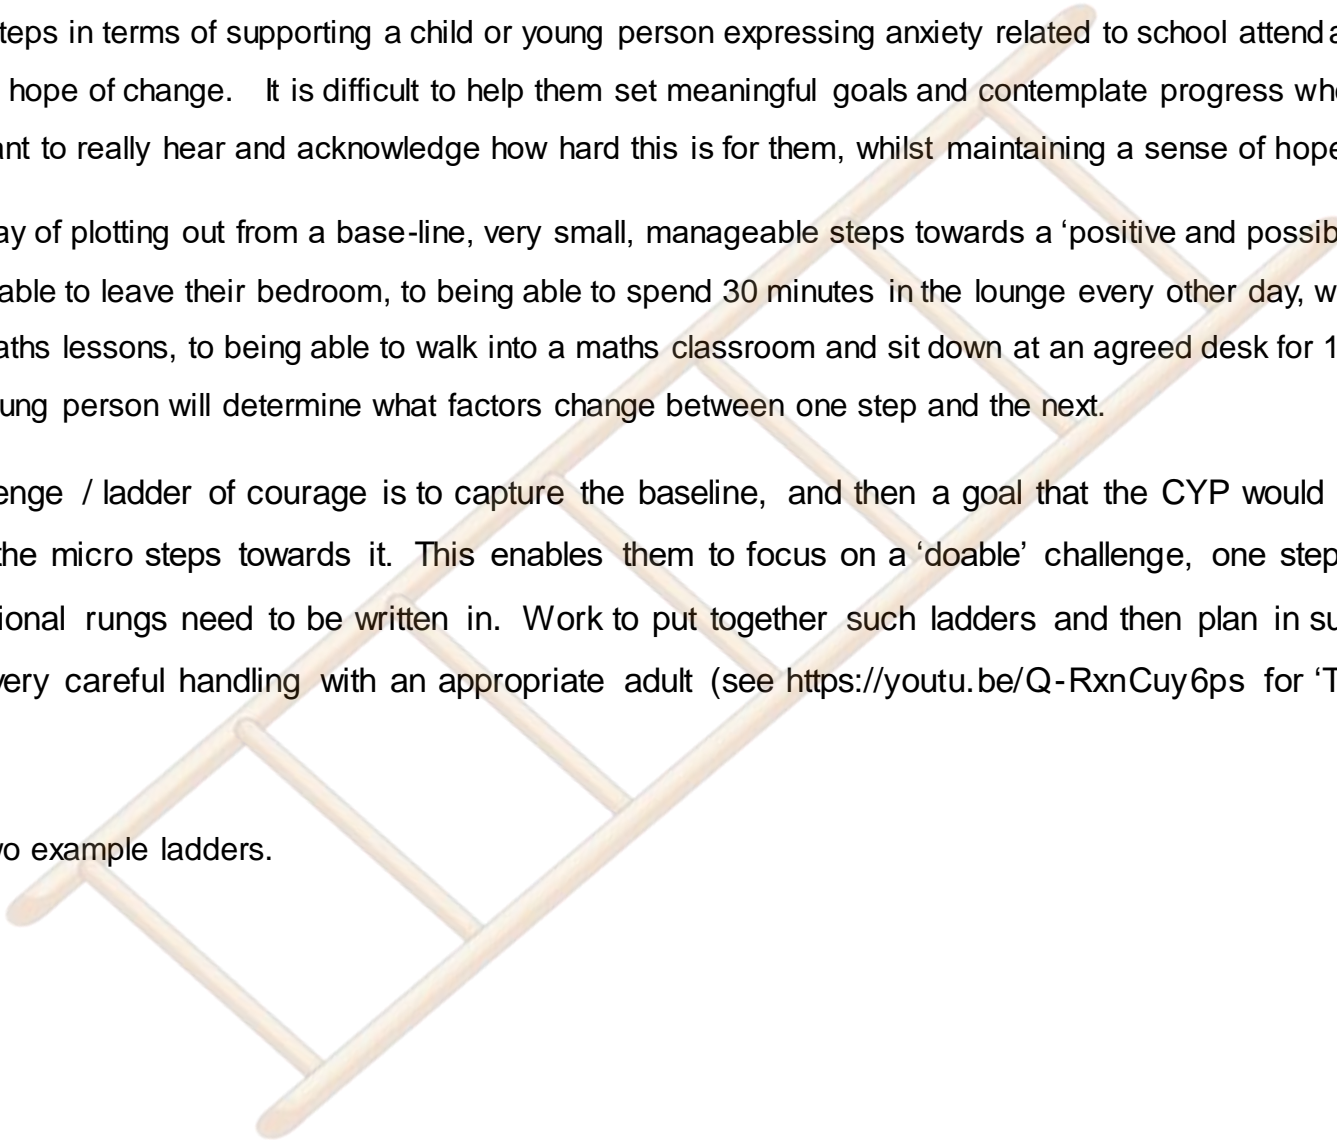 teps in terms of supporting a child or young person expressing anxiety related to school attend
hope of change. It is difficult to help them set meaningful goals and contemplate progress
to really hear and acknowledge how hard this is for them, whilst maintaining a sense of hope
of plotting out from a base-line, very small, manageable steps towards a ‘positive and possib
able to leave their bedroom, to being able to spend 30 minutes in the lounge every other day,
aths lessons, to being able to walk into a maths classroom and sit down at an agreed desk for 1
ung person will determine what factors change between one step and the next.
enge / ladder of courage is to capture the baseline, and then a goal that the CYP would
the micro steps towards it. This enables them to focus on a ‘doable’ challenge, one step
ional rungs need to be written in. Work to put together such ladders and then plan in su
very careful handling with an appropriate adult (see https://youtu.be/Q-RxnCuy6ps for ‘T
wo example ladders.